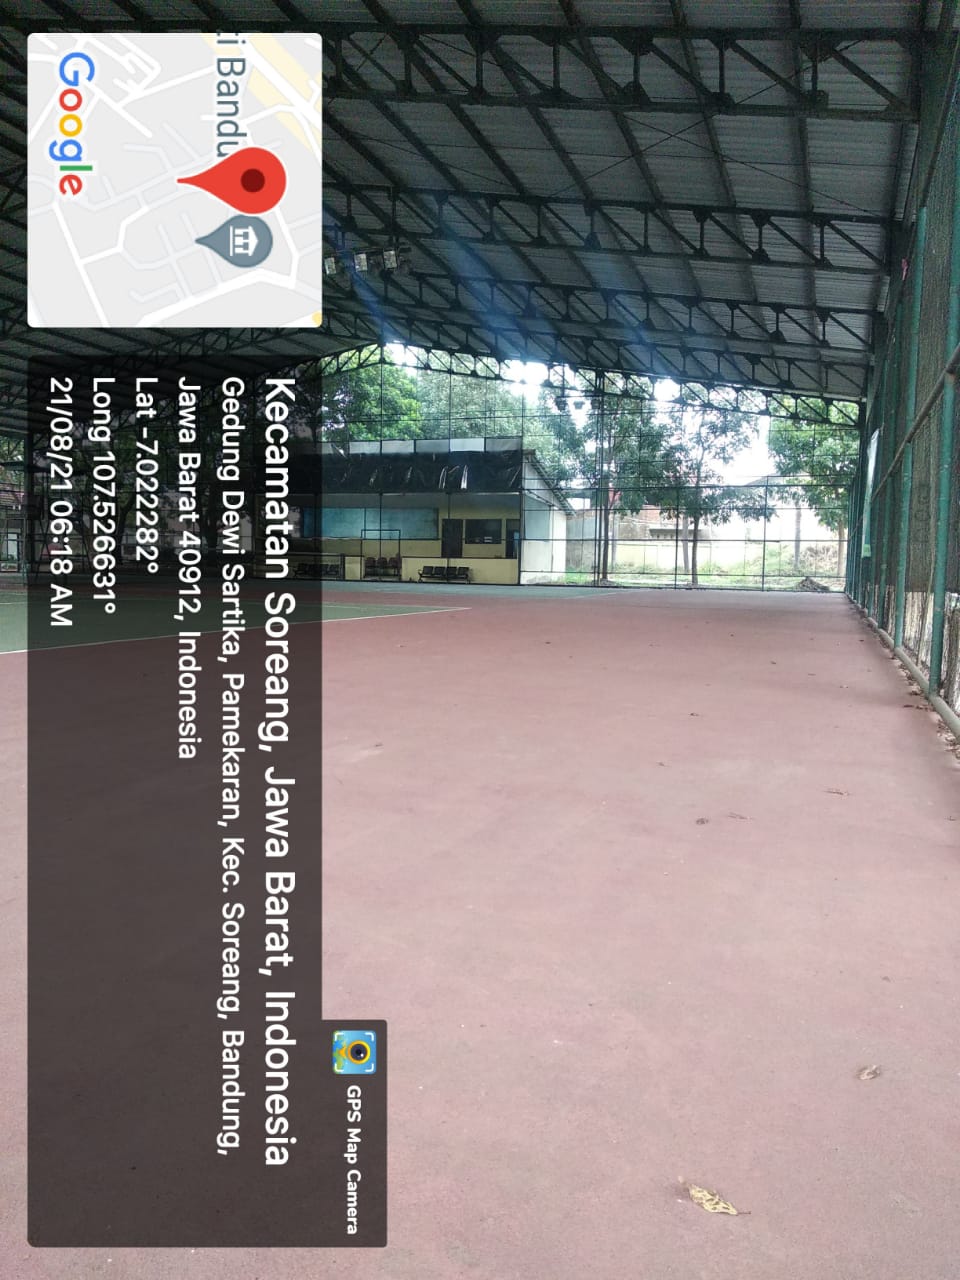 ti Bandu
Google
Kecamatan Soreang, Jawa Barat, Indonesia
Gedung Dewi Sartika, Pamekaran, Kec. Soreang, Bandung,
Jawa Barat 40912, Indonesia
Lat -7.022282°
Long 107.526631°
21/08/21 06:18 AM
GPS Map Camera